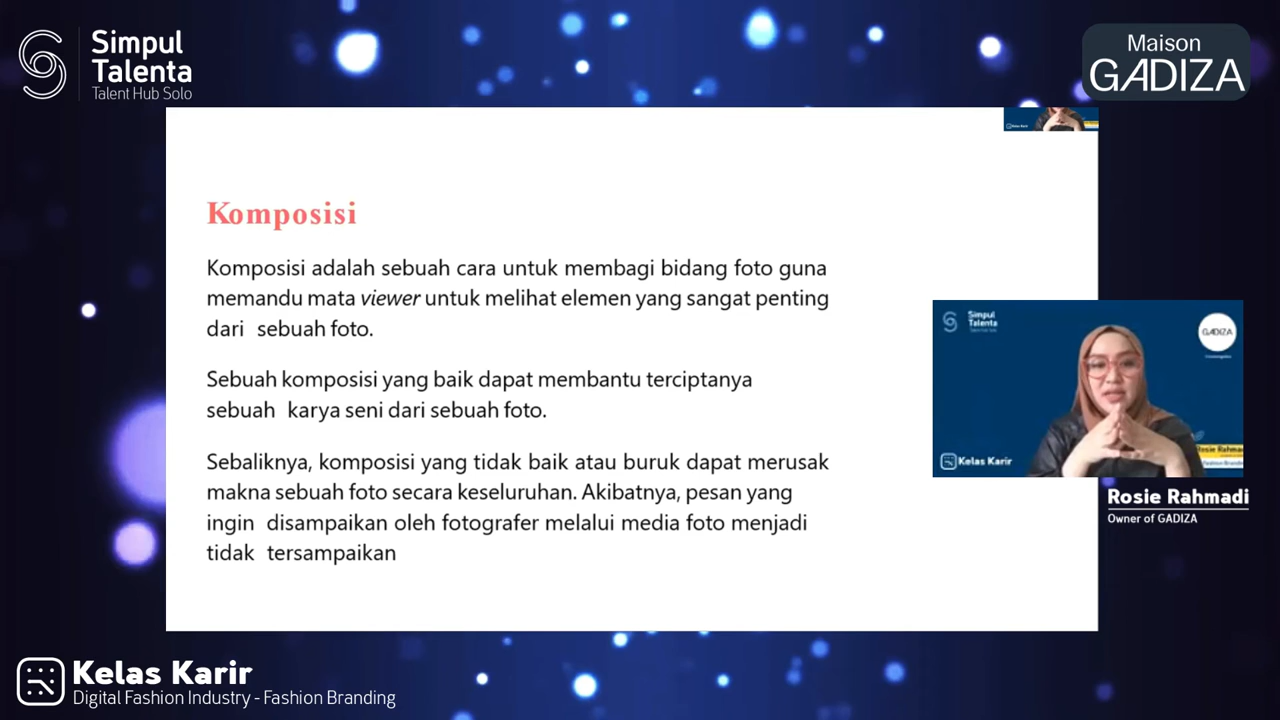 Simpul
Talenta
Talent Hub Solo
Maison
GADIZA
Komposisi
Komposisi adalah sebuah cara untuk membagi bidang foto guna
memandu mata viewer untuk melihat elemen yang sangat penting
dari sebuah foto.
Sebuah komposisi yang baik dapat membantu terciptanya
sebuah karya seni dari sebuah foto.
Sebaliknya, komposisi yang tidak baik atau buruk dapat merusak
makna sebuah foto secara keseluruhan. Akibatnya, pesan yang
ingin disampaikan oleh fotografer melalui media foto menjadi
tidak tersampaikan
Simpul
Talenta
GADIZA
Kelas Karir
Rosie Rahmadi
Owner of GADIZA
Kelas Karir
Digital Fashion Industry - Fashion Branding